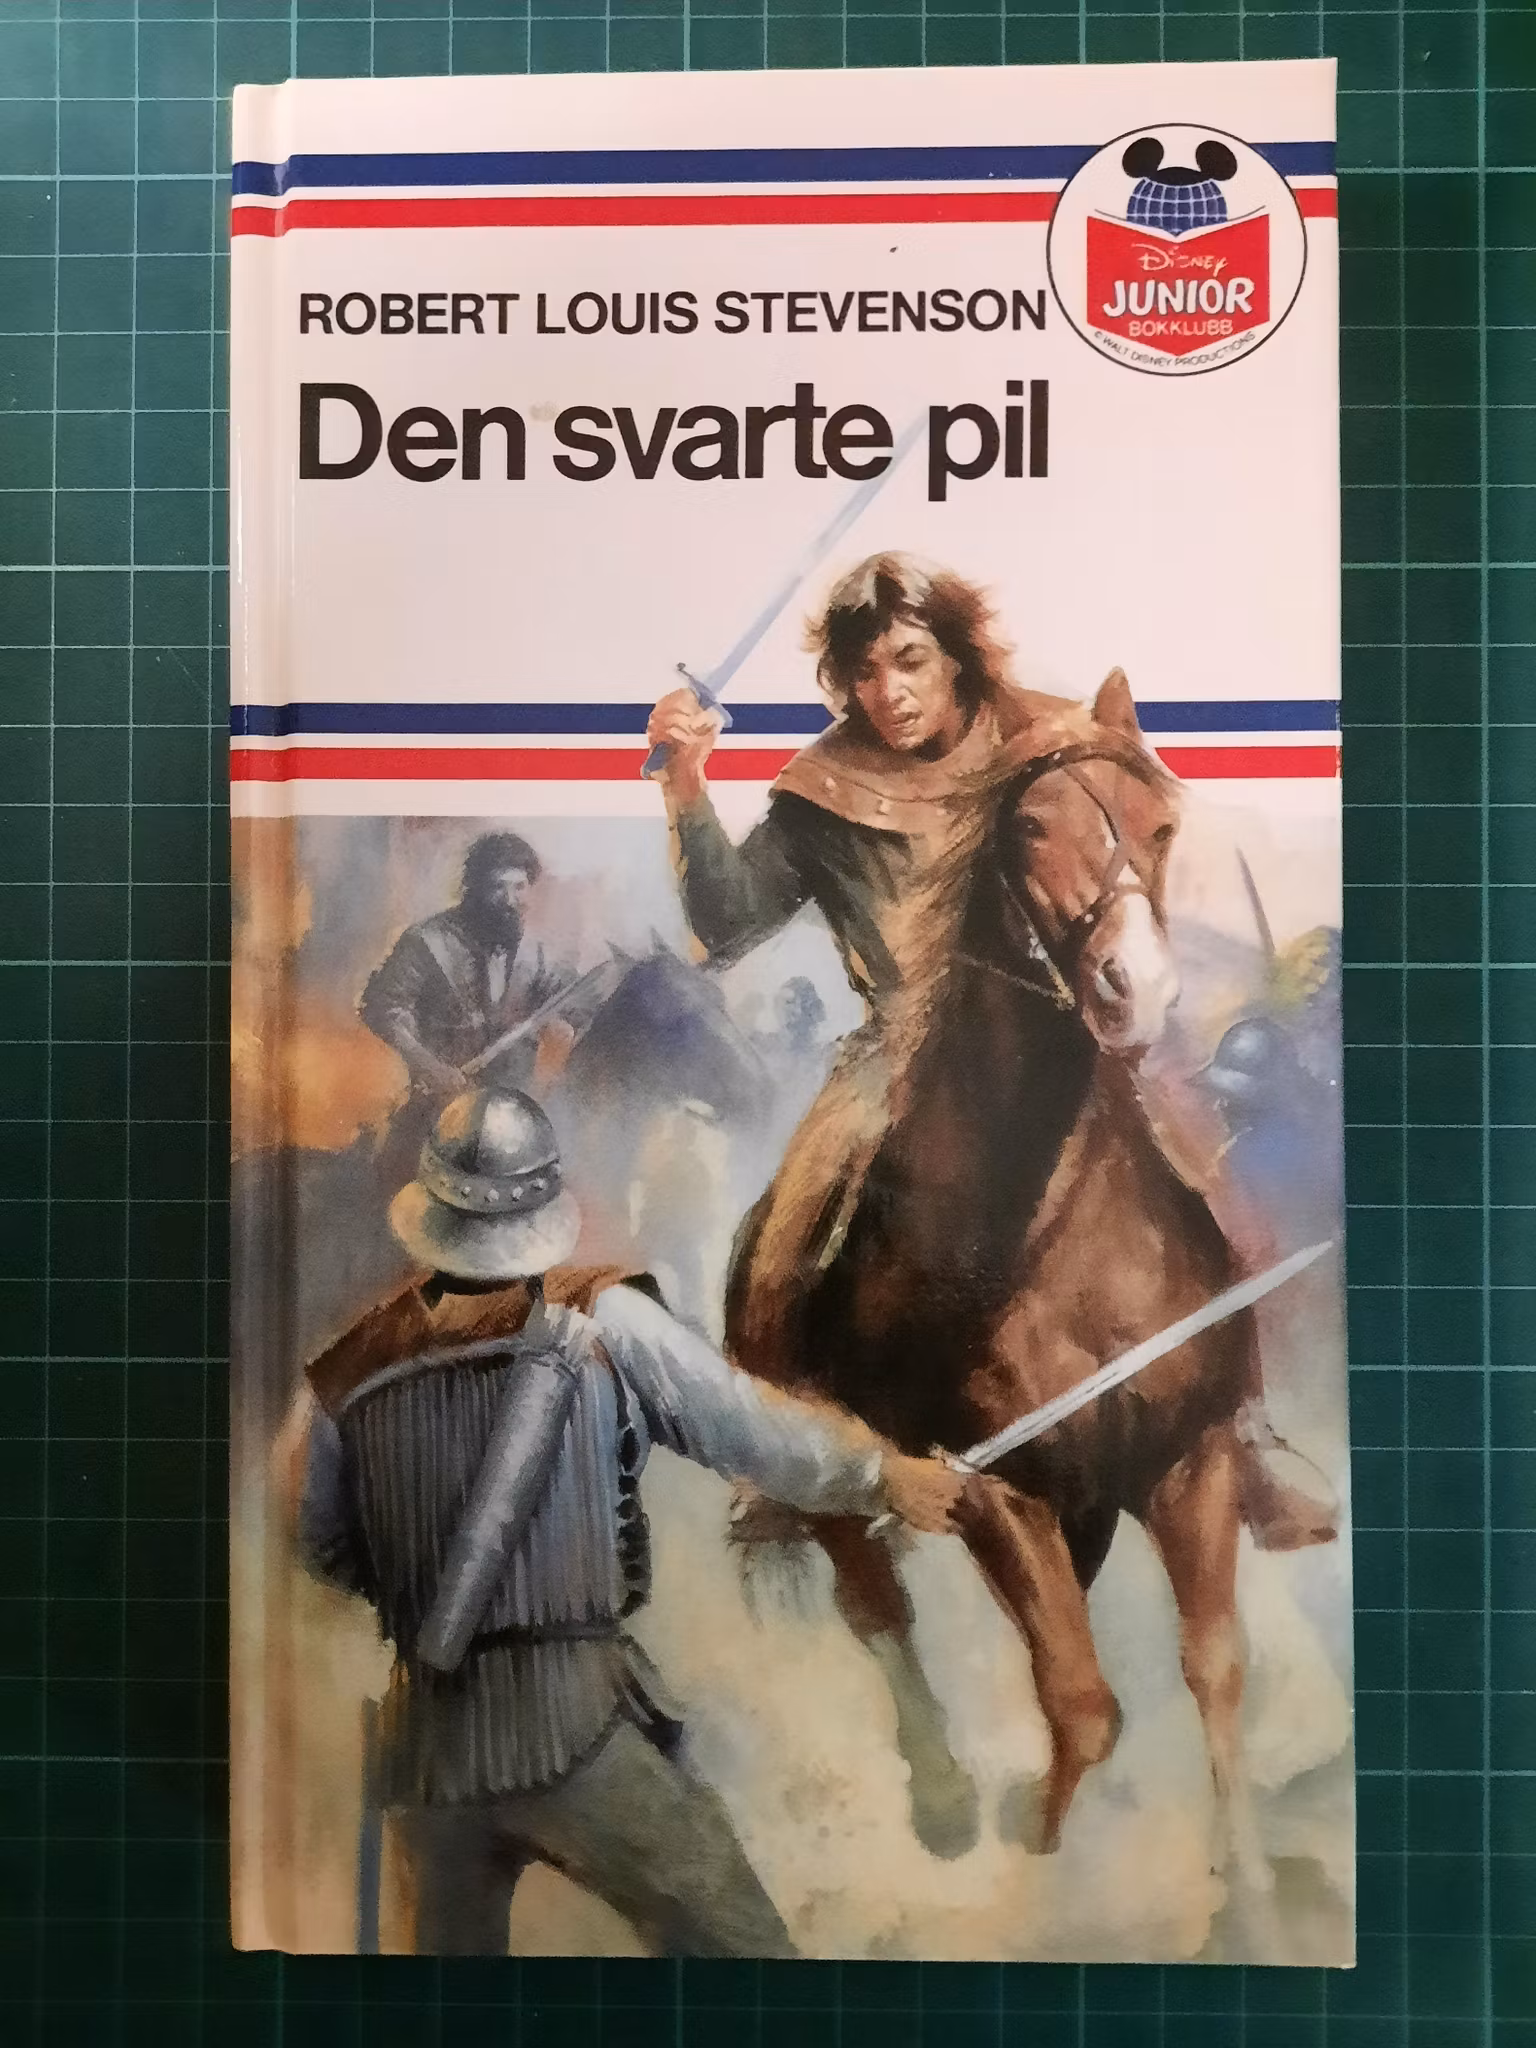 ROBERT LOUIS STEVENSON
Den svarte pil
Disney
JUNIOR
BOKKLUBB
© WALT DISNEY PRODUCTIONS